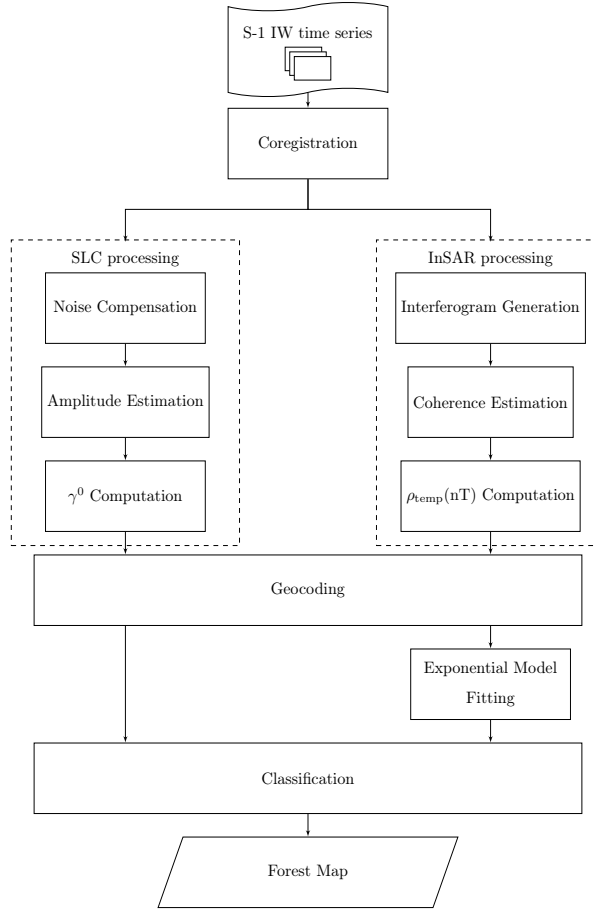 S-1 IW time series
Coregistration
SLC processing
Noise Compensation
Amplitude Estimation
γ⁰ Computation
InSAR processing
Interferogram Generation
Coherence Estimation
ρ_temp(nT) Computation
Geocoding
Exponential Model
Fitting
Classification
Forest Map